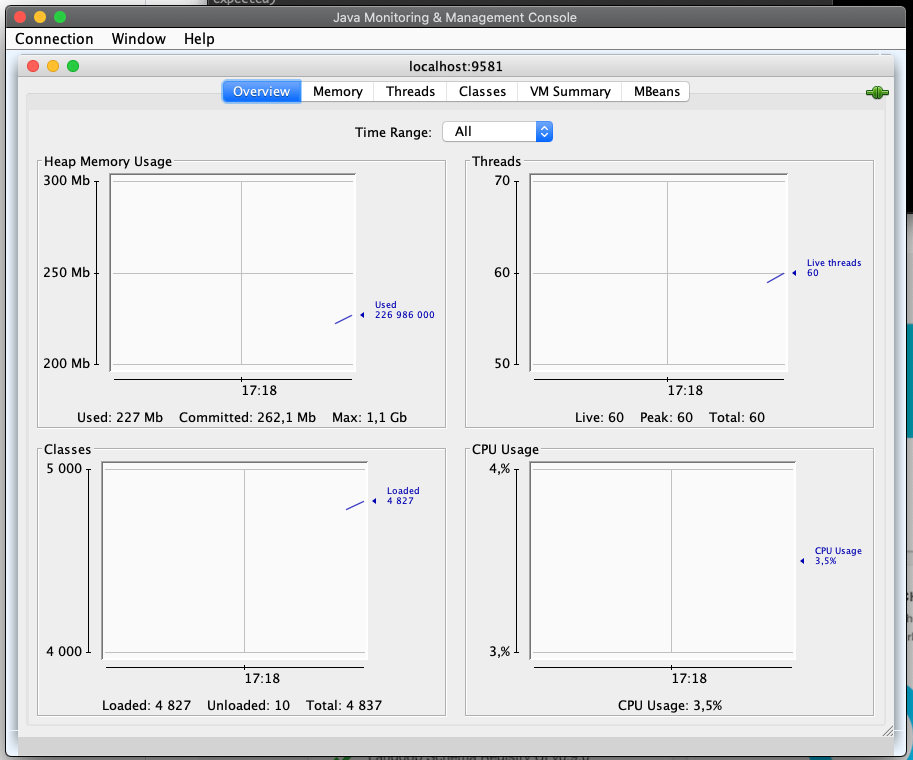 expected)
Java Monitoring & Management Console
Connection Window Help
localhost:9581
Overview Memory Threads Classes VM Summary MBeans
Time Range: All
Heap Memory Usage
300 Mb
250 Mb
200 Mb
Used
226 986 000
17:18
Used: 227 Mb Committed: 262,1 Mb Max: 1,1 Gb
Threads
70
60
50
Live threads
60
17:18
Live: 60 Peak: 60 Total: 60
Classes
5 000
4 000
Loaded
4 827
17:18
Loaded: 4 827 Unloaded: 10 Total: 4 837
CPU Usage
4,%
3,%
CPU Usage
3,5%
17:18
CPU Usage: 3,5%